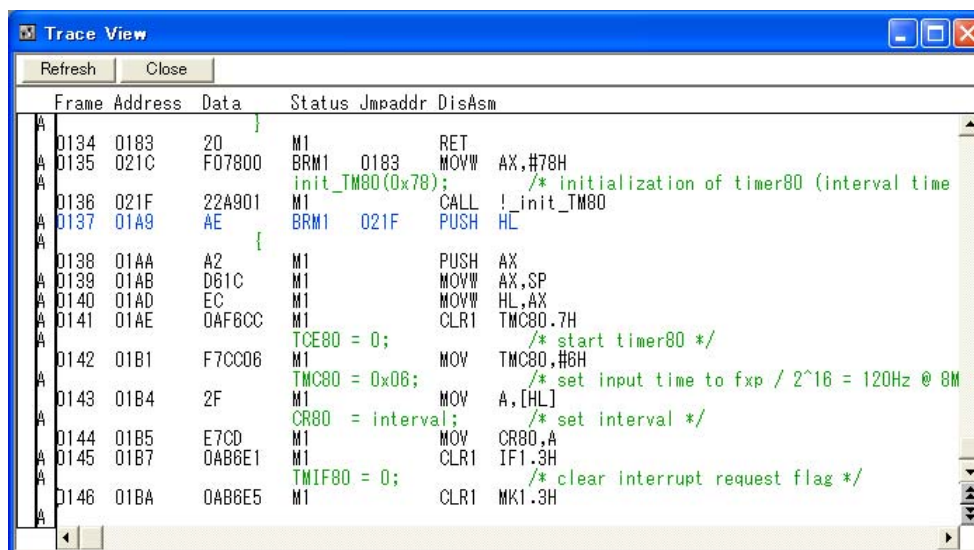 Trace View
Refresh Close
Frame Address Data Status Jmpaddr DisAsm
A }
0134 0183 20 M1 RET
A 0135 021C F07800 BRM1 0183 MOVW AX,#78H
A init_TM80(0x78); /* initialization of timer80 (interval time
0136 021F 22A901 M1 CALL !_init_TM80
A 0137 01A9 AE BRM1 021F PUSH HL
A {
0138 01AA A2 M1 PUSH AX
A 0139 01AB D61C M1 MOVW AX,SP
A 0140 01AD EC M1 MOVW HL,AX
A 0141 01AE 0AF6CC M1 CLR1 TMC80.7H
A TCE80 = 0; /* start timer80 */
0142 01B1 F7CC06 M1 MOV TMC80,#6H
A TMC80 = 0x06; /* set input time to fxp / 2^16 = 120Hz @ 8M
0143 01B4 2F M1 MOV A,[HL]
A CR80 = interval; /* set interval */
0144 01B5 E7CD M1 MOV CR80,A
A 0145 01B7 0AB6E1 M1 CLR1 IF1.3H
A TMIF80 = 0; /* clear interrupt request flag */
0146 01BA 0AB6E5 M1 CLR1 MK1.3H
A